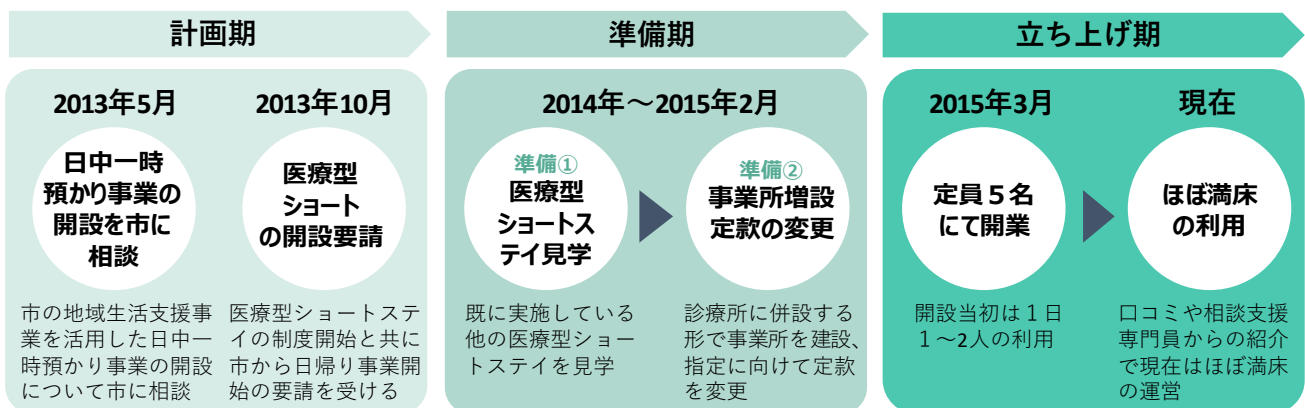 計画期
2013年5月
日中一時
預かり事業の
開設を市に
相談
市の地域生活支援事
業を活用した日中一
時預かり事業の開設
について市に相談
2013年10月
医療型
ショート
の開設要請
医療型ショートステ
イの制度開始と共に
市から日帰り事業開
始の要請を受ける
準備期
2014年～2015年2月
準備①
医療型
ショートス
テイ見学
既に実施している
他の医療型ショー
トステイを見学
準備②
事業所増設
定款の変更
診療所に併設する
形で事業所を建設、
指定に向けて定款
を変更
立ち上げ期
2015年3月
定員５名
にて開業
開設当初は１日
１～2人の利用
現在
ほぼ満床
の利用
口コミや相談支援
専門員からの紹介
で現在はほぼ満床
の運営